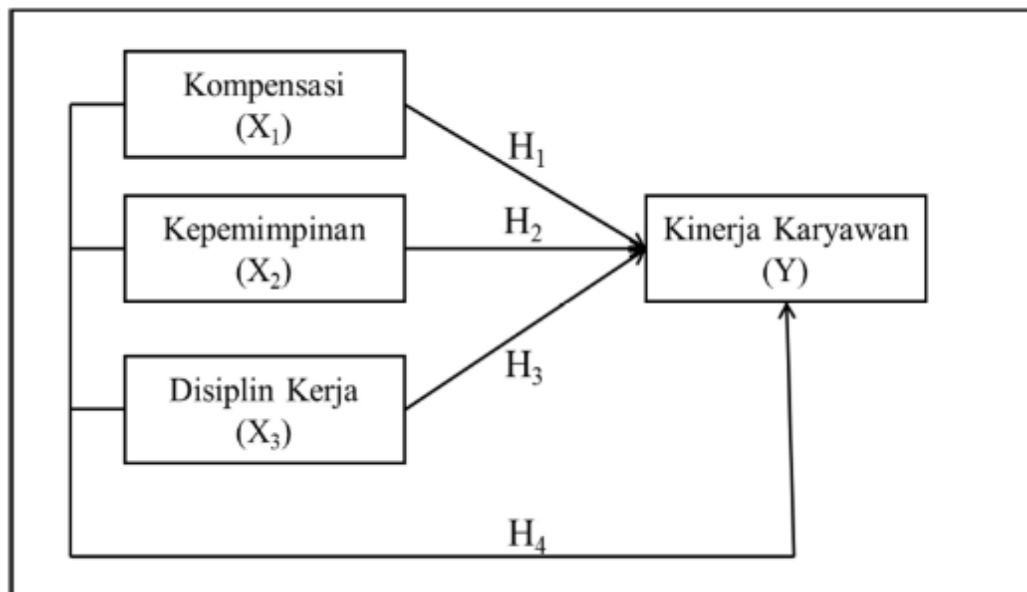 Kompensasi
(X₁)
H₁
Kepemimpinan
(X₂)
H₂
Kinerja Karyawan
(Y)
Disiplin Kerja
(X₃)
H₃
H₄